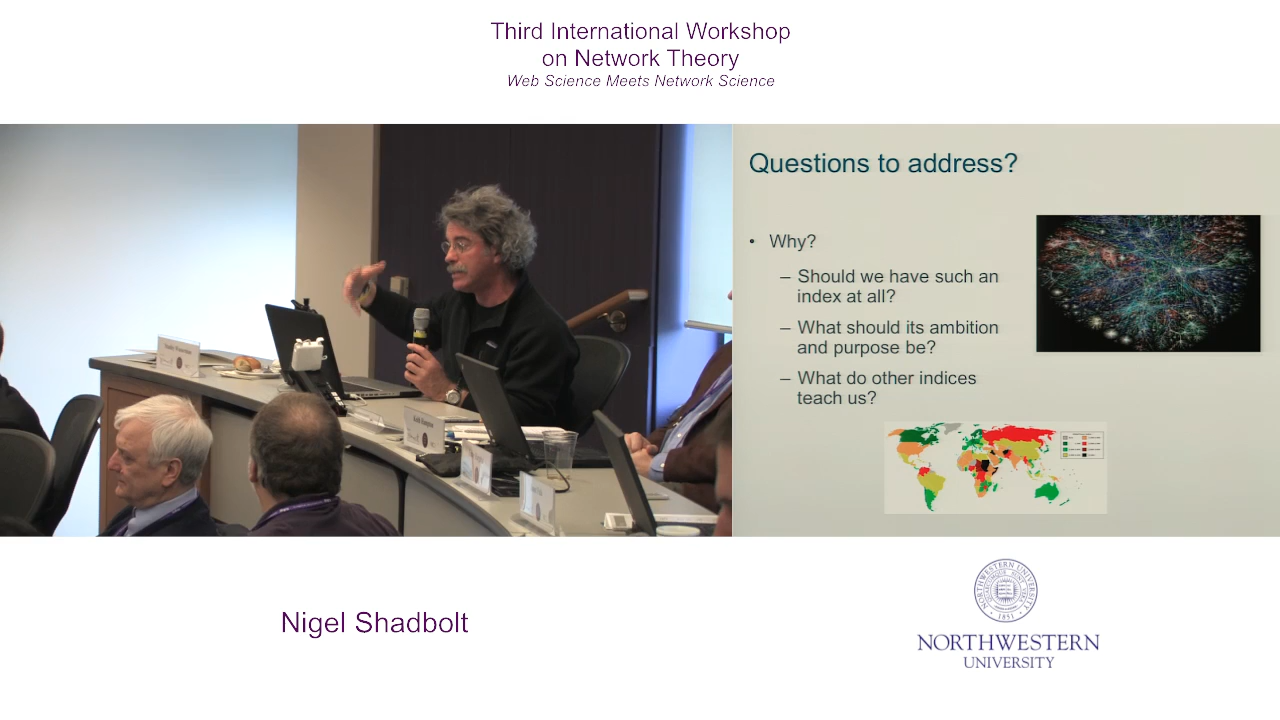 Third International Workshop
on Network Theory
Web Science Meets Network Science
Questions to address?
• Why?
– Should we have such an
index at all?
– What should its ambition
and purpose be?
– What do other indices
teach us?
Nigel Shadbolt
1851
NORTHWESTERN
UNIVERSITY